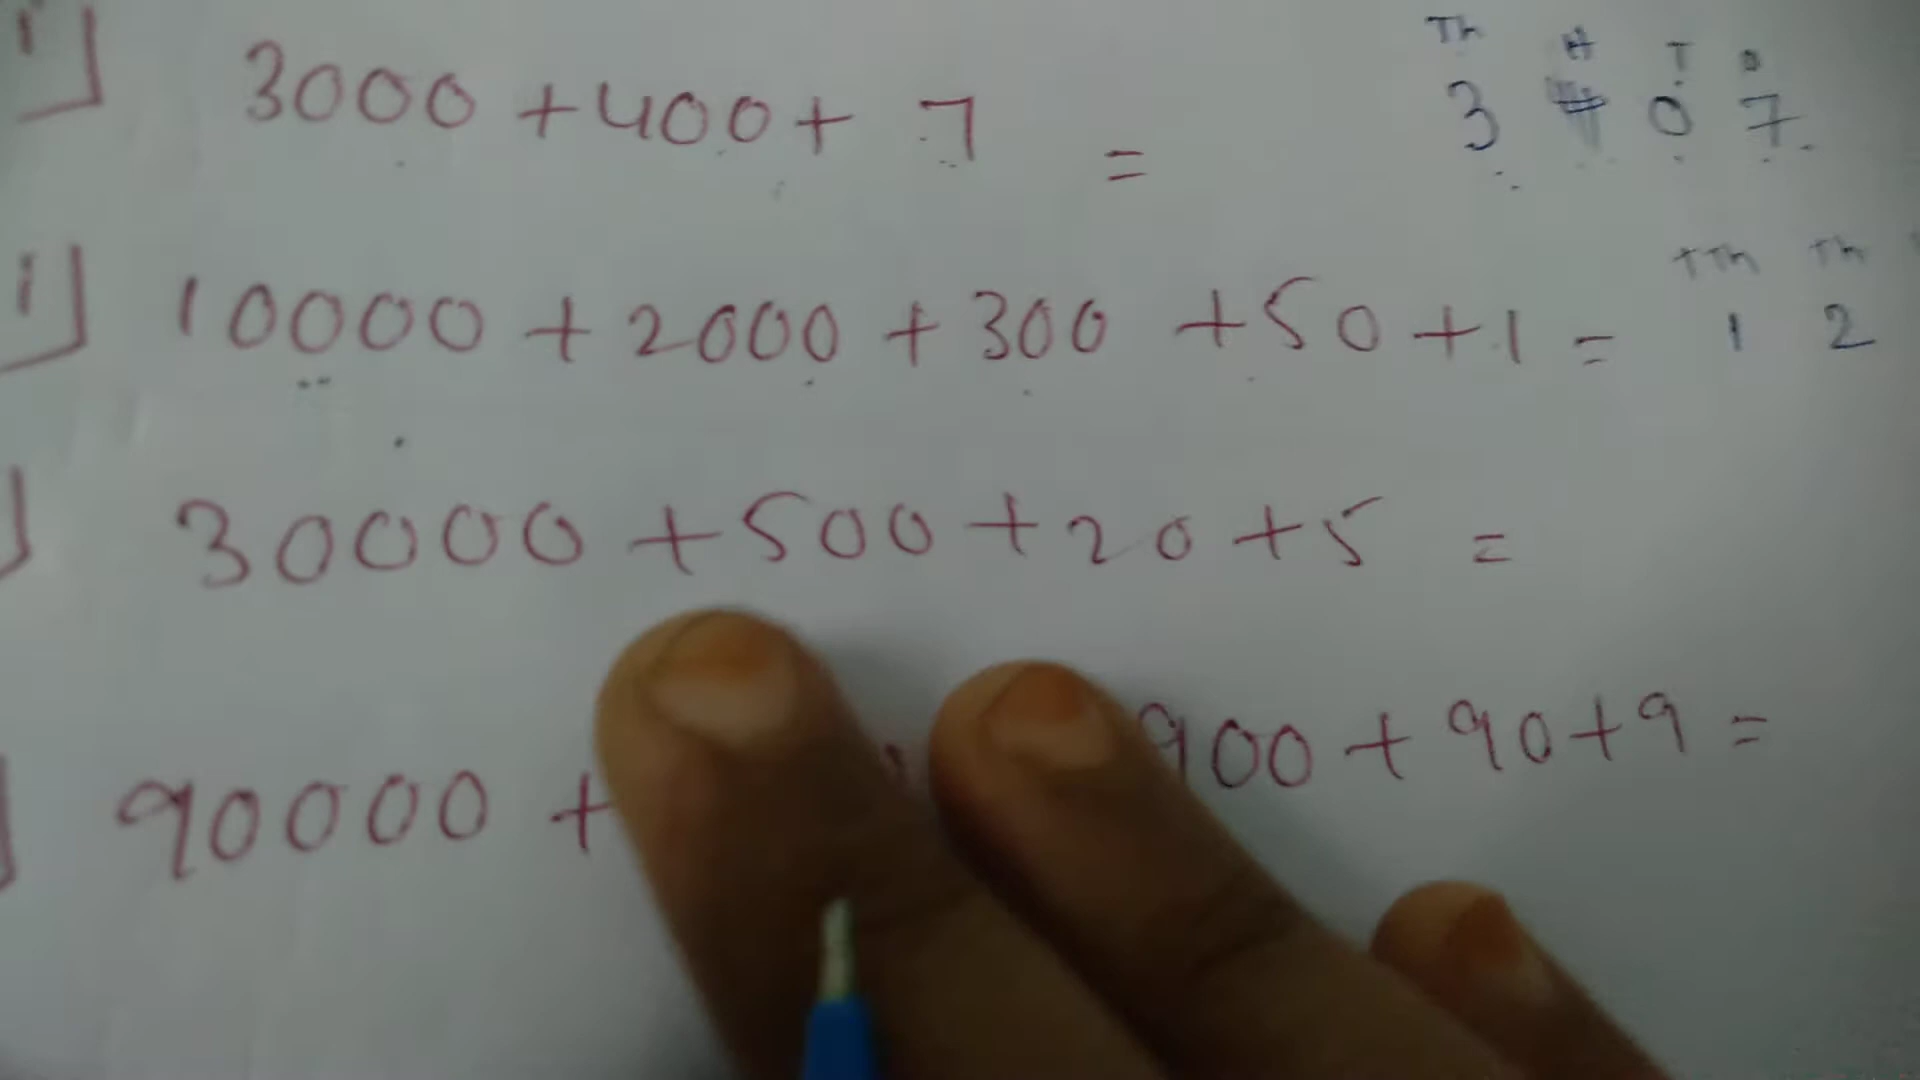 Th H T O
i] 3000 + 400 + 7 = 3 4 0 7
TTh Th
i] 10000 + 2000 + 300 + 50 + 1 = 1 2
] 30000 + 500 + 20 + 5 =
] 90000 + 900 + 90 + 9 =